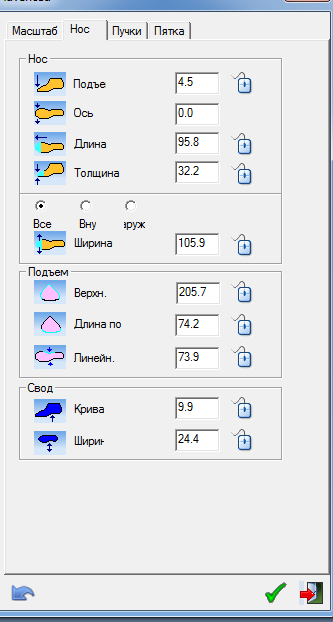 Масштаб Нос Пучки Пятка
Нос
Подъе 4.5
Ось 0.0
Длина 95.8
Толщина 32.2
Все Вну аруж
Ширина 105.9
Подъем
Верхн. 205.7
Длина по 74.2
Линейн. 73.9
Свод
Крива 9.9
Ширин 24.4